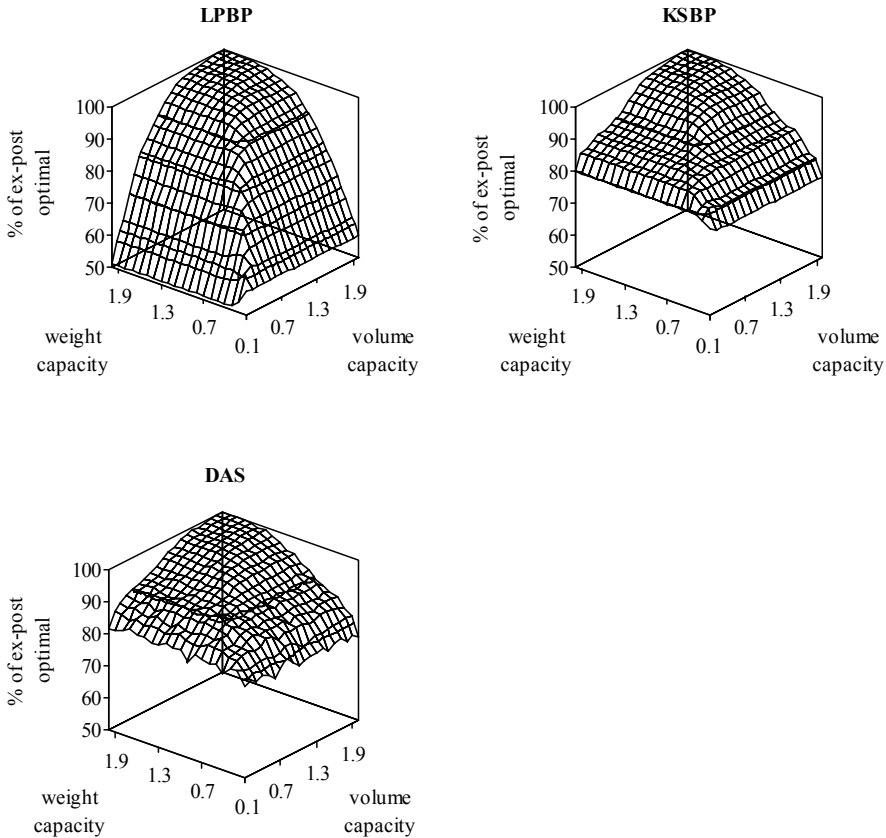 LPBP
100
90
80
70
60
50
% of ex-post
optimal
1.9
1.3
0.7
0.1
0.7
1.3
1.9
weight
capacity
volume
capacity
KSBP
100
90
80
70
60
50
% of ex-post
optimal
1.9
1.3
0.7
0.1
0.7
1.3
1.9
weight
capacity
volume
capacity
DAS
100
90
80
70
60
50
% of ex-post
optimal
1.9
1.3
0.7
0.1
0.7
1.3
1.9
weight
capacity
volume
capacity